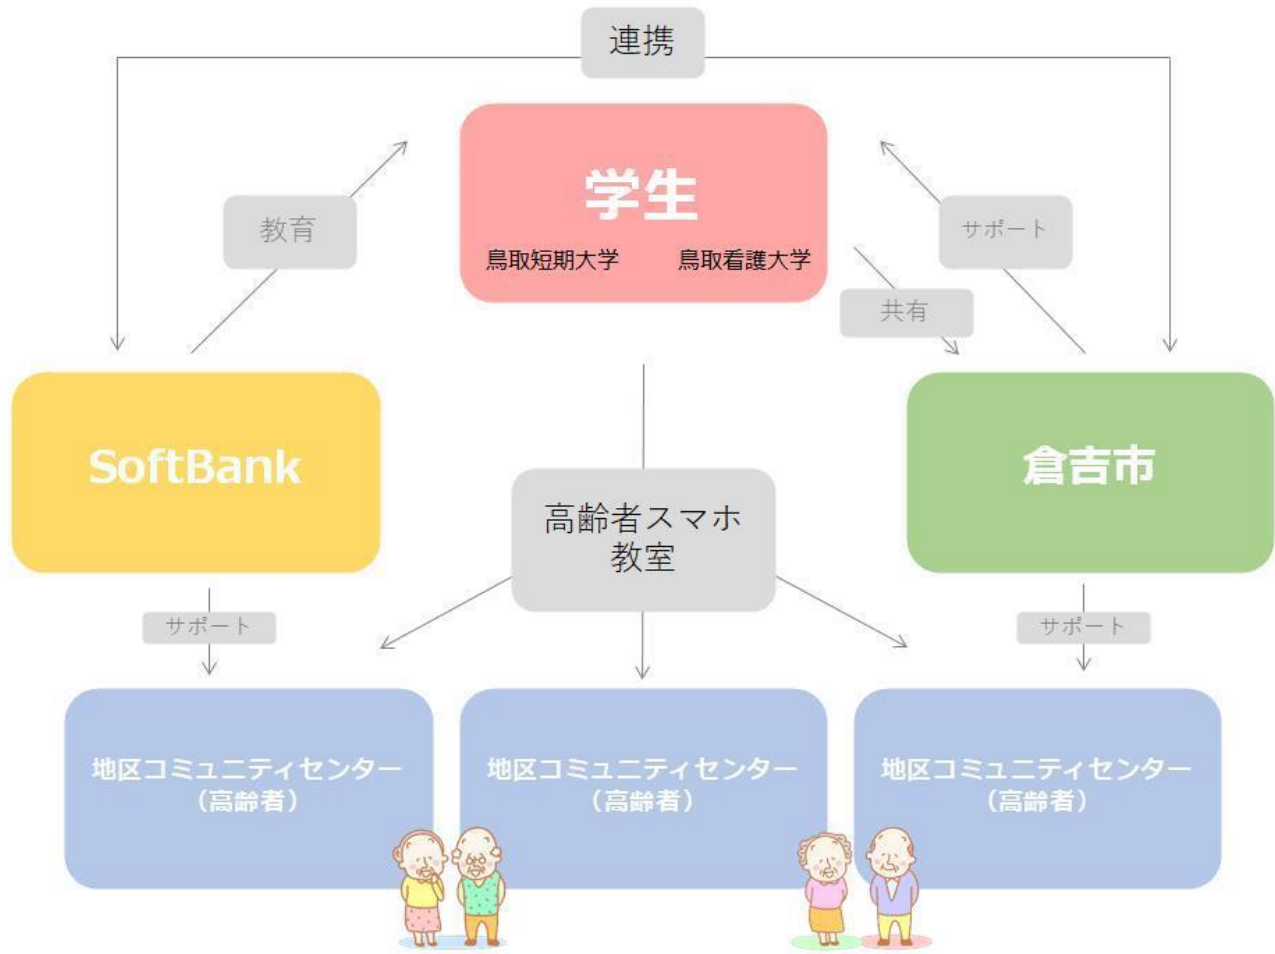 連携
学生
鳥取短期大学 鳥取看護大学
教育
サポート
共有
SoftBank
倉吉市
高齢者スマホ
教室
サポート
サポート
地区コミュニティセンター
（高齢者）
地区コミュニティセンター
（高齢者）
地区コミュニティセンター
（高齢者）